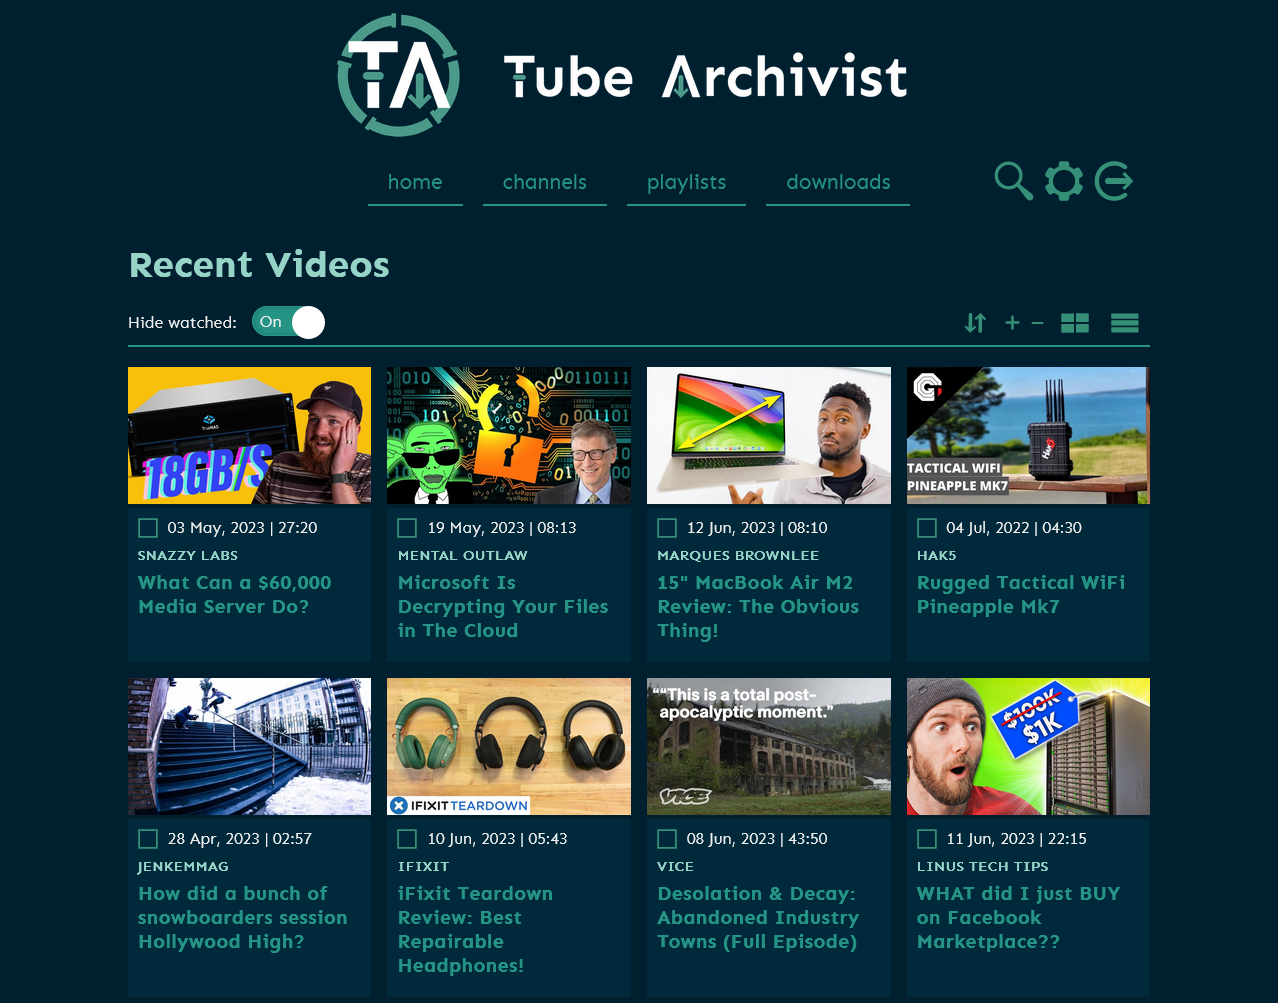 TA Tube Archivist
home channels playlists downloads
Recent Videos
Hide watched: On
TrueNAS
18GB/S
03 May, 2023 | 27:20
SNAZZY LABS
What Can a $60,000
Media Server Do?
010 0101 110111
19 May, 2023 | 08:13
MENTAL OUTLAW
Microsoft Is
Decrypting Your Files
in The Cloud
12 Jun, 2023 | 08:10
MARQUES BROWNLEE
15" MacBook Air M2
Review: The Obvious
Thing!
Hak5
TACTICAL WIFI
PINEAPPLE MK7
04 Jul, 2022 | 04:30
HAK5
Rugged Tactical WiFi
Pineapple Mk7
28 Apr, 2023 | 02:57
JENKEMMAG
How did a bunch of
snowboarders session
Hollywood High?
IFIXIT TEARDOWN
10 Jun, 2023 | 05:43
IFIXIT
iFixit Teardown
Review: Best
Repairable
Headphones!
““This is a total post-
apocalyptic moment.”
VICE
08 Jun, 2023 | 43:50
VICE
Desolation & Decay:
Abandoned Industry
Towns (Full Episode)
$100K
$1K
11 Jun, 2023 | 22:15
LINUS TECH TIPS
WHAT did I just BUY
on Facebook
Marketplace??